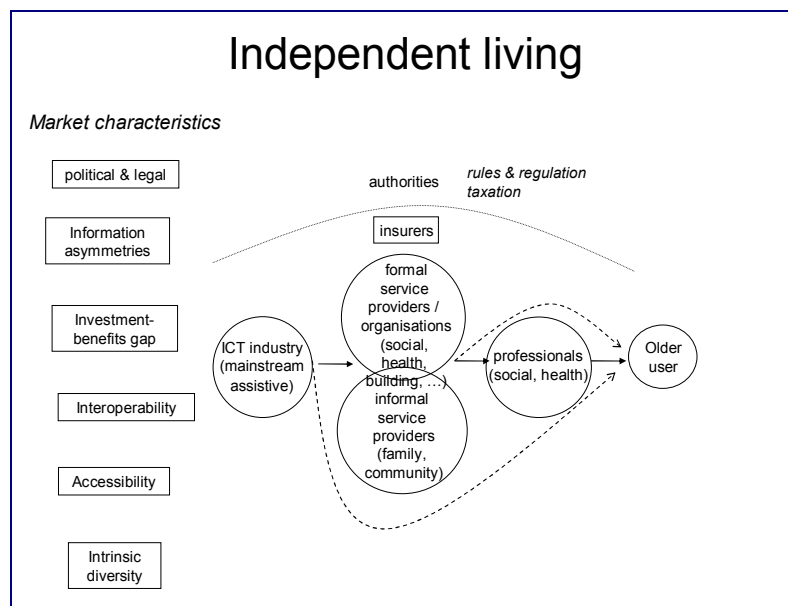 Independent living
Market characteristics
political & legal
Information
asymmetries
Investment-
benefits gap
Interoperability
Accessibility
Intrinsic
diversity
authorities
rules & regulation
taxation
insurers
ICT industry
(mainstream
assistive)
formal
service
providers /
organisations
(social,
health,
building, ...)
informal
service
providers
(family,
community)
professionals
(social, health)
Older
user